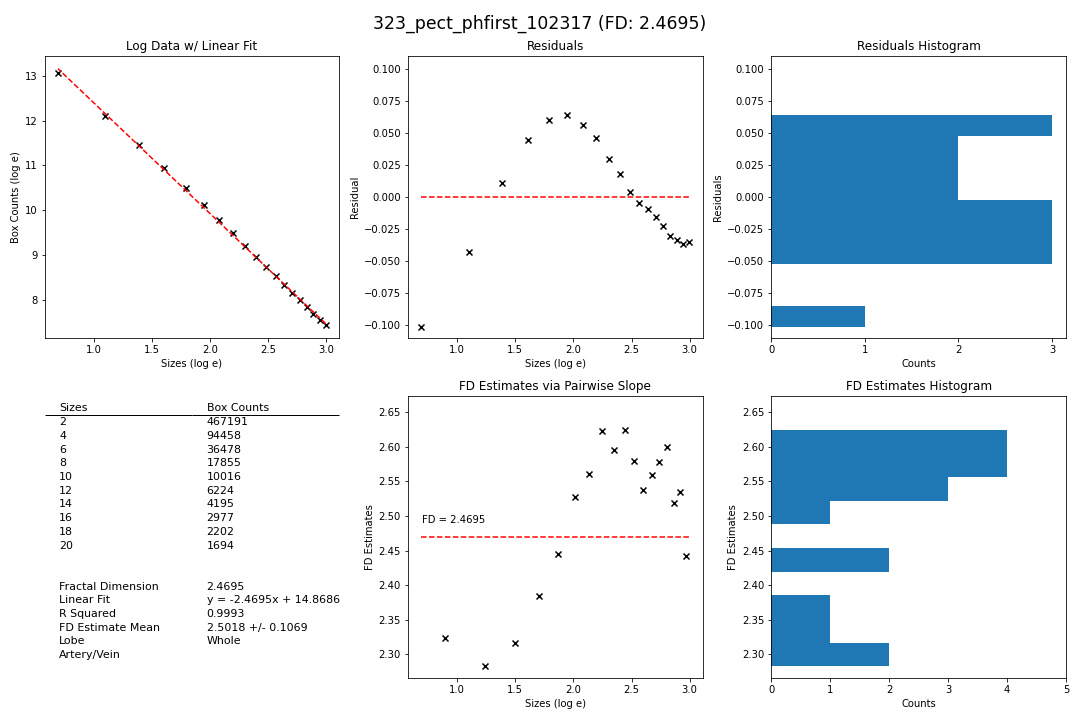 323_pect_phfirst_102317 (FD: 2.4695)
Log Data w/ Linear Fit
Box Counts (log e)
13
12
11
10
9
8
1.0 1.5 2.0 2.5 3.0
Sizes (log e)
Residuals
Residual
0.100
0.075
0.050
0.025
0.000
−0.025
−0.050
−0.075
−0.100
1.0 1.5 2.0 2.5 3.0
Sizes (log e)
Residuals Histogram
Residuals
0.100
0.075
0.050
0.025
0.000
−0.025
−0.050
−0.075
−0.100
0 1 2 3
Counts
Sizes Box Counts
2 467191
4 94458
6 36478
8 17855
10 10016
12 6224
14 4195
16 2977
18 2202
20 1694
Fractal Dimension 2.4695
Linear Fit y = -2.4695x + 14.8686
R Squared 0.9993
FD Estimate Mean 2.5018 +/- 0.1069
Lobe Whole
Artery/Vein
FD Estimates via Pairwise Slope
FD Estimates
2.65
2.60
2.55
2.50
2.45
2.40
2.35
2.30
FD = 2.4695
1.0 1.5 2.0 2.5 3.0
Sizes (log e)
FD Estimates Histogram
FD Estimates
2.65
2.60
2.55
2.50
2.45
2.40
2.35
2.30
0 1 2 3 4 5
Counts